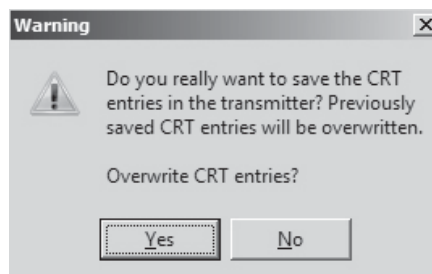 Warning
Do you really want to save the CRT
entries in the transmitter? Previously
saved CRT entries will be overwritten.
Overwrite CRT entries?
Yes
No